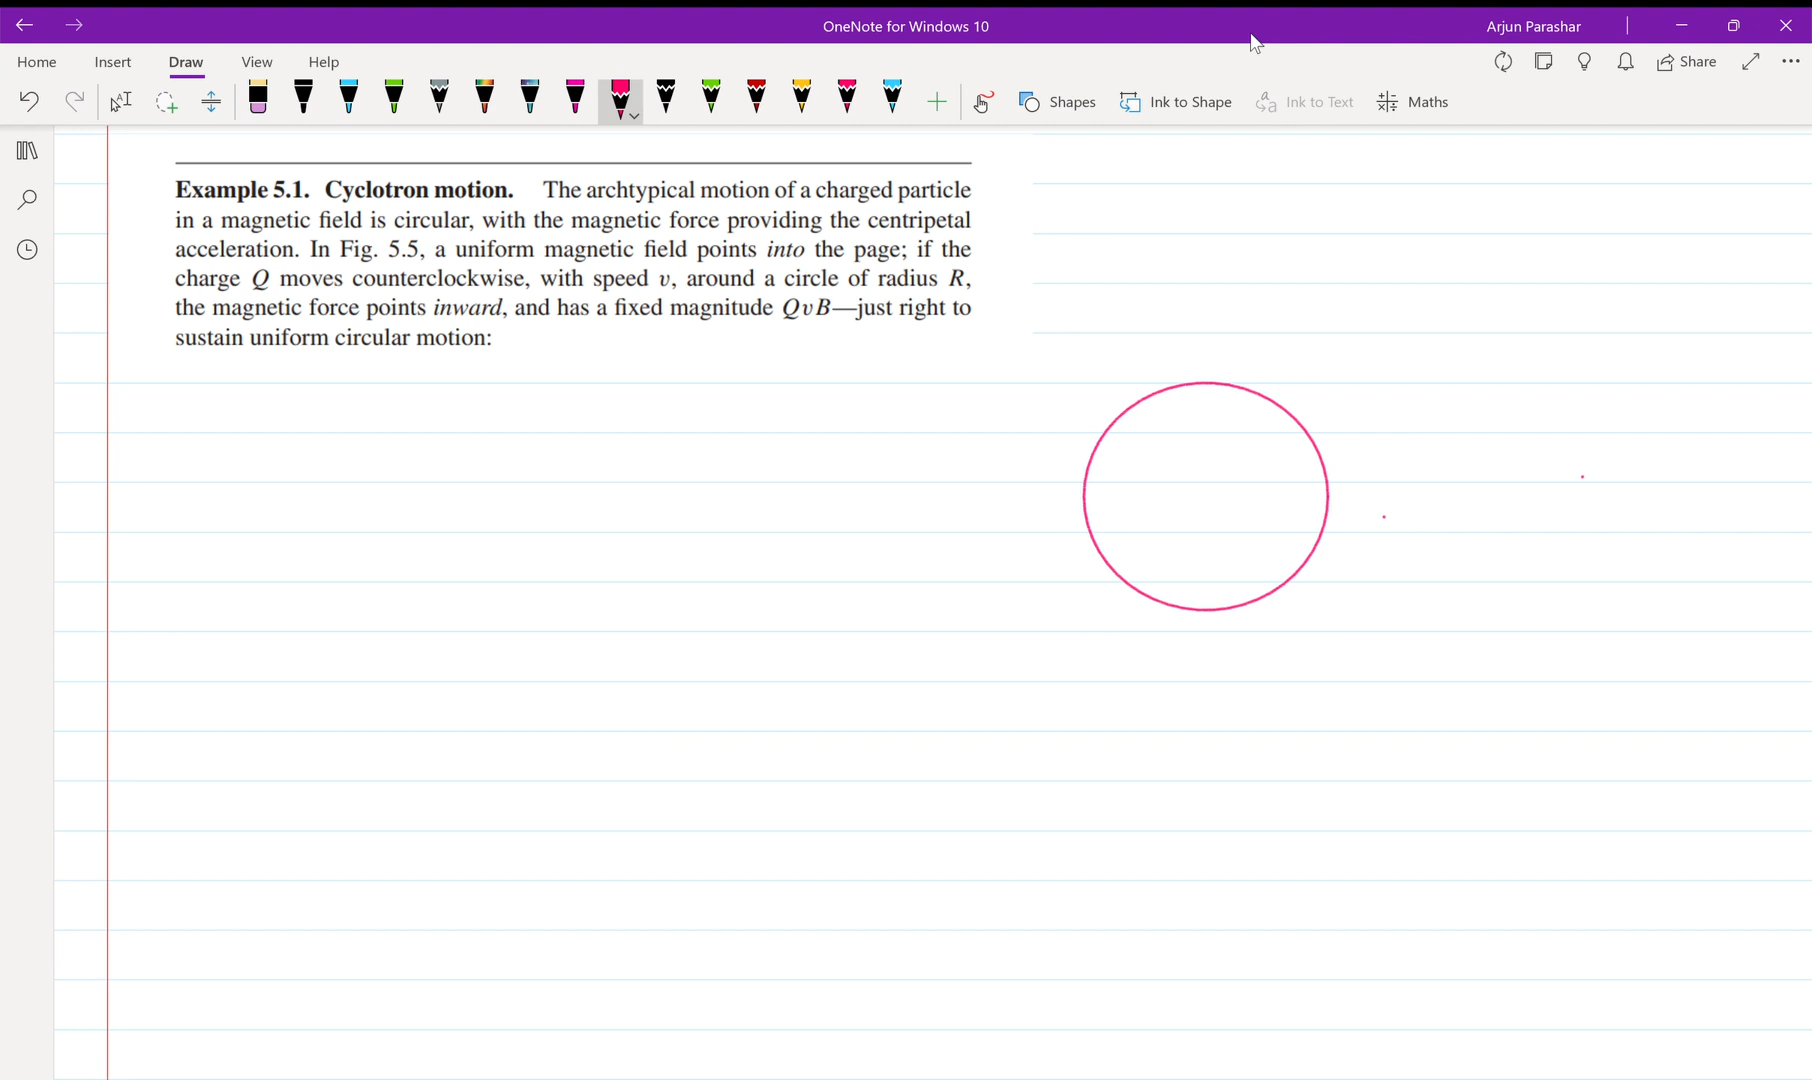 OneNote for Windows 10
Arjun Parashar
Home Insert Draw View Help
Share
Shapes Ink to Shape Ink to Text Maths
Example 5.1. Cyclotron motion. The archtypical motion of a charged particle
in a magnetic field is circular, with the magnetic force providing the centripetal
acceleration. In Fig. 5.5, a uniform magnetic field points into the page; if the
charge Q moves counterclockwise, with speed v, around a circle of radius R,
the magnetic force points inward, and has a fixed magnitude QvB—just right to
sustain uniform circular motion: